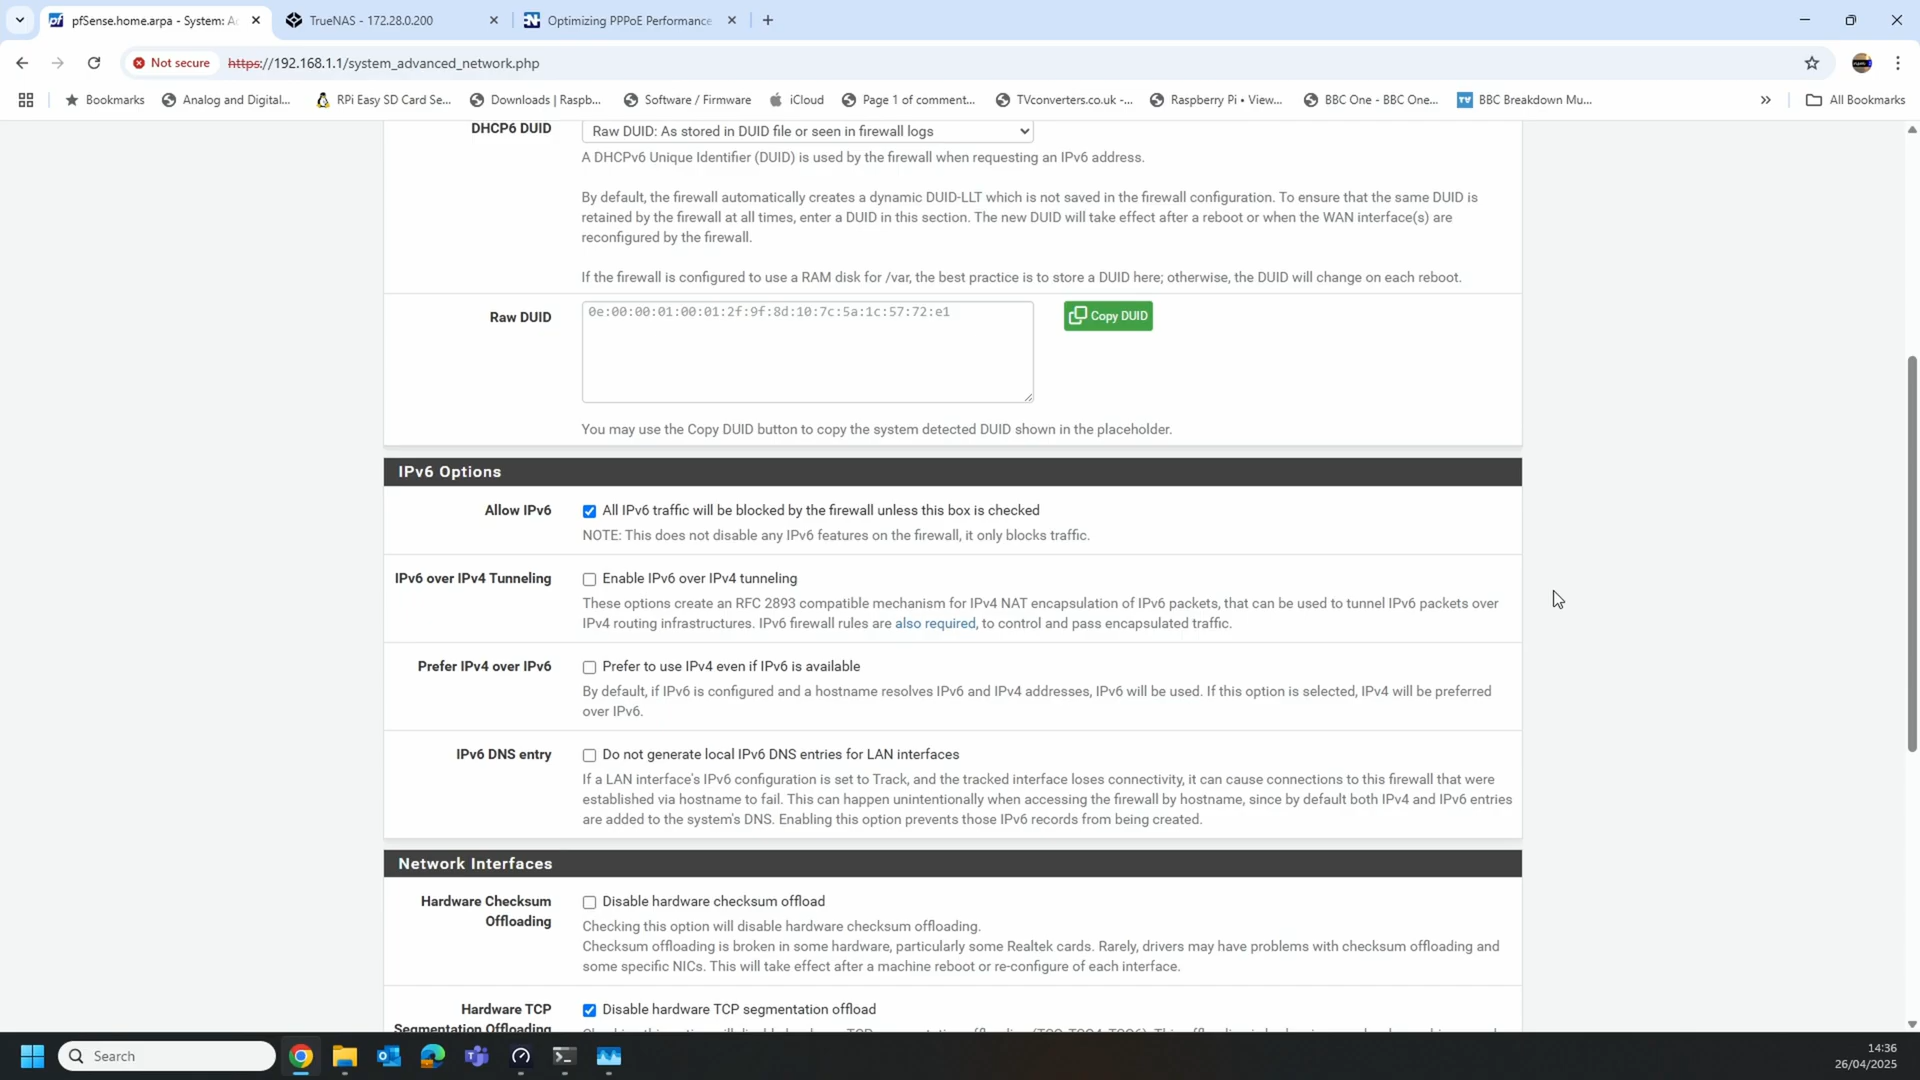 pfSense.home.arpa - System: A
TrueNAS - 172.28.0.200
Optimizing PPPoE Performance
Not secure
https://192.168.1.1/system_advanced_network.php
Bookmarks
Analog and Digital...
RPi Easy SD Card Se...
Downloads | Raspb...
Software / Firmware
iCloud
Page 1 of comment...
TVconverters.co.uk -...
Raspberry Pi • View...
BBC One - BBC One...
BBC Breakdown Mu...
»
All Bookmarks
DHCP6 DUID
Raw DUID: As stored in DUID file or seen in firewall logs
A DHCPv6 Unique Identifier (DUID) is used by the firewall when requesting an IPv6 address.
By default, the firewall automatically creates a dynamic DUID-LLT which is not saved in the firewall configuration. To ensure that the same DUID is
retained by the firewall at all times, enter a DUID in this section. The new DUID will take effect after a reboot or when the WAN interface(s) are
reconfigured by the firewall.
If the firewall is configured to use a RAM disk for /var, the best practice is to store a DUID here; otherwise, the DUID will change on each reboot.
Raw DUID
0e:00:00:01:00:01:2f:9f:8d:10:7c:5a:1c:57:72:e1
Copy DUID
You may use the Copy DUID button to copy the system detected DUID shown in the placeholder.
IPv6 Options
Allow IPv6
All IPv6 traffic will be blocked by the firewall unless this box is checked
NOTE: This does not disable any IPv6 features on the firewall, it only blocks traffic.
IPv6 over IPv4 Tunneling
Enable IPv6 over IPv4 tunneling
These options create an RFC 2893 compatible mechanism for IPv4 NAT encapsulation of IPv6 packets, that can be used to tunnel IPv6 packets over
IPv4 routing infrastructures. IPv6 firewall rules are also required, to control and pass encapsulated traffic.
Prefer IPv4 over IPv6
Prefer to use IPv4 even if IPv6 is available
By default, if IPv6 is configured and a hostname resolves IPv6 and IPv4 addresses, IPv6 will be used. If this option is selected, IPv4 will be preferred
over IPv6.
IPv6 DNS entry
Do not generate local IPv6 DNS entries for LAN interfaces
If a LAN interface's IPv6 configuration is set to Track, and the tracked interface loses connectivity, it can cause connections to this firewall that were
established via hostname to fail. This can happen unintentionally when accessing the firewall by hostname, since by default both IPv4 and IPv6 entries
are added to the system's DNS. Enabling this option prevents those IPv6 records from being created.
Network Interfaces
Hardware Checksum
Offloading
Disable hardware checksum offload
Checking this option will disable hardware checksum offloading.
Checksum offloading is broken in some hardware, particularly some Realtek cards. Rarely, drivers may have problems with checksum offloading and
some specific NICs. This will take effect after a machine reboot or re-configure of each interface.
Hardware TCP
Segmentation Offloading
Disable hardware TCP segmentation offload
Search
14:36
26/04/2025